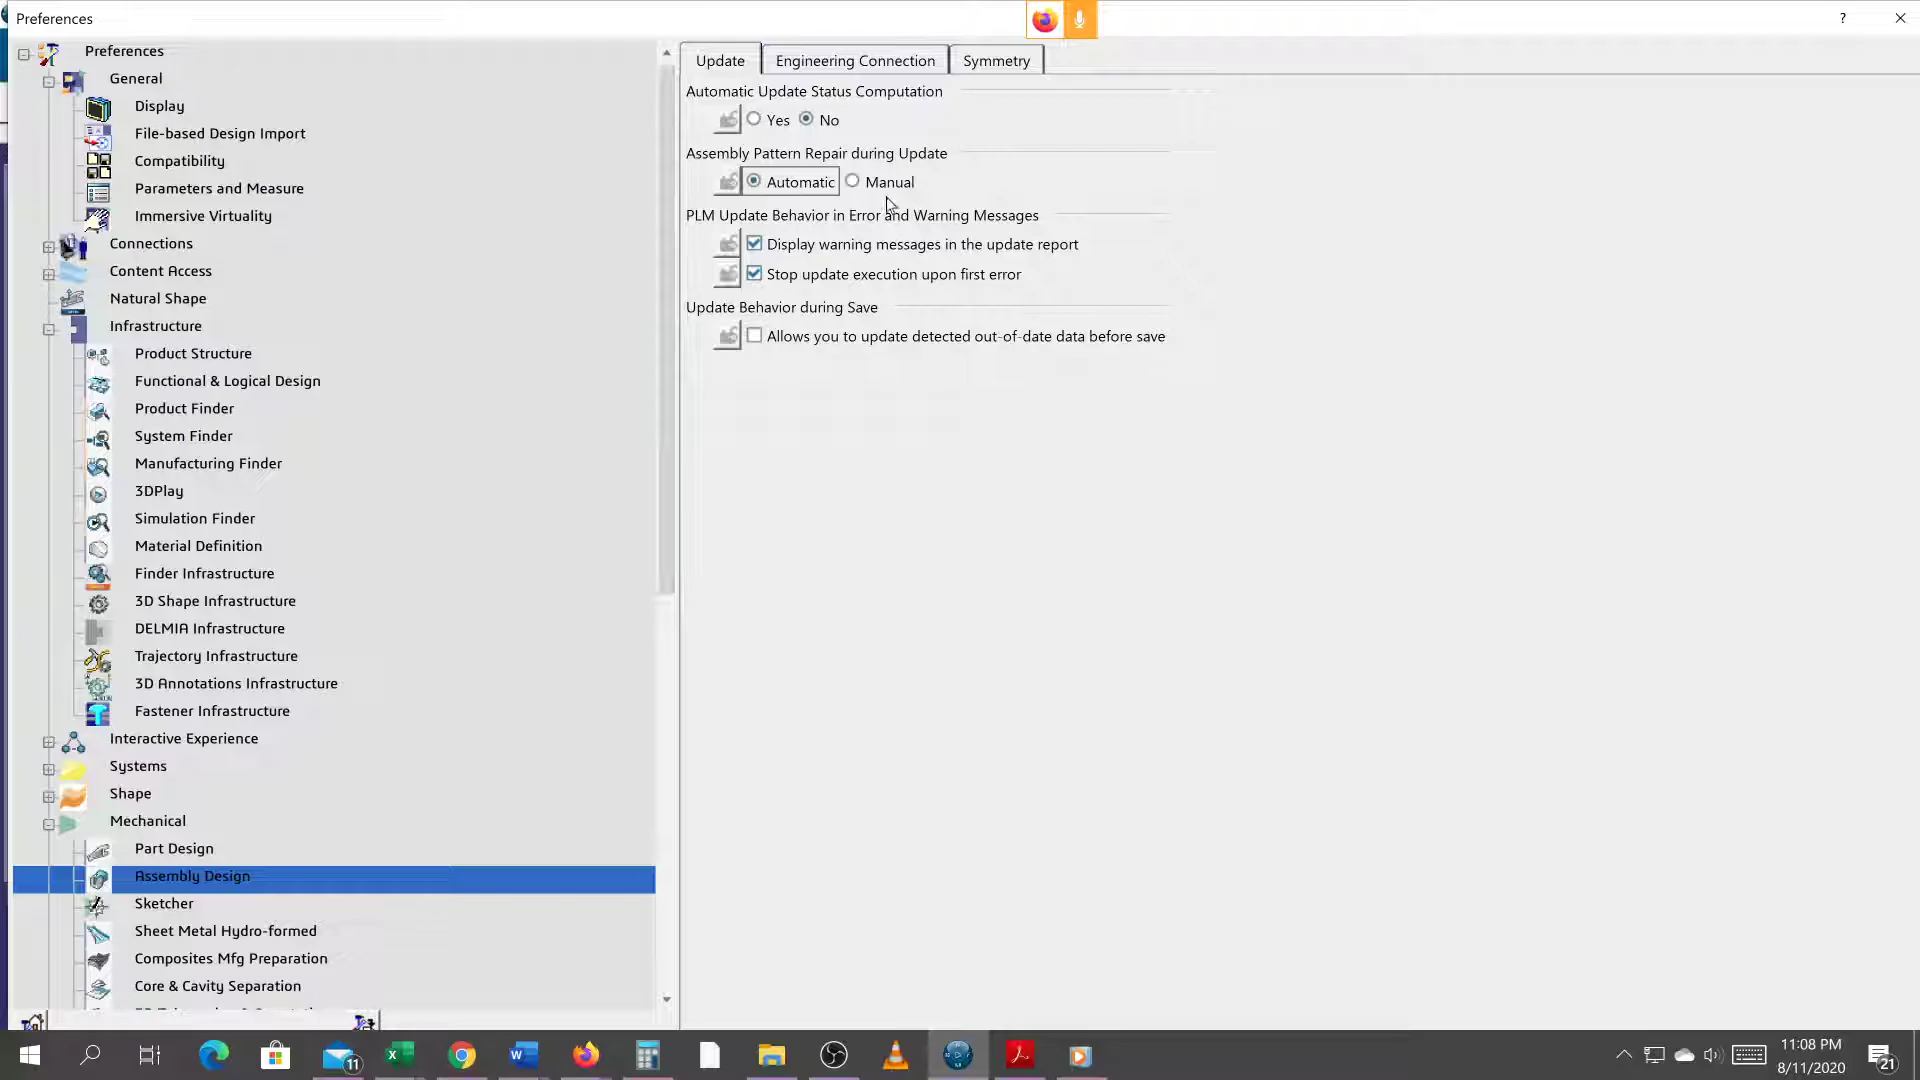 Preferences
?
Preferences
General
Display
File-based Design Import
Compatibility
Parameters and Measure
Immersive Virtuality
Connections
Content Access
Natural Shape
Infrastructure
Product Structure
Functional & Logical Design
Product Finder
System Finder
Manufacturing Finder
3DPlay
Simulation Finder
Material Definition
Finder Infrastructure
3D Shape Infrastructure
DELMIA Infrastructure
Trajectory Infrastructure
3D Annotations Infrastructure
Fastener Infrastructure
Interactive Experience
Systems
Shape
Mechanical
Part Design
Assembly Design
Sketcher
Sheet Metal Hydro-formed
Composites Mfg Preparation
Core & Cavity Separation
Update Engineering Connection Symmetry
Automatic Update Status Computation
Yes No
Assembly Pattern Repair during Update
Automatic Manual
PLM Update Behavior in Error and Warning Messages
Display warning messages in the update report
Stop update execution upon first error
Update Behavior during Save
Allows you to update detected out-of-date data before save
11
11:08 PM
8/11/2020
21